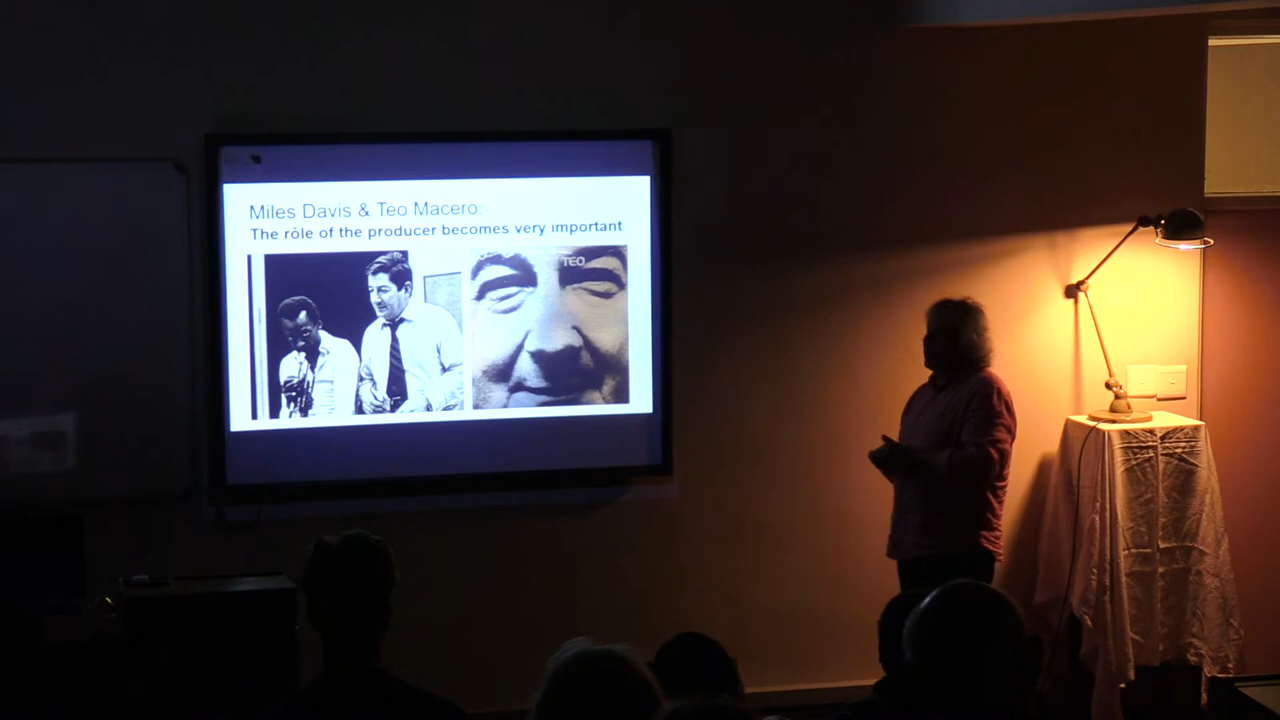 Miles Davis & Teo Macero:
The rôle of the producer becomes very important
TEO